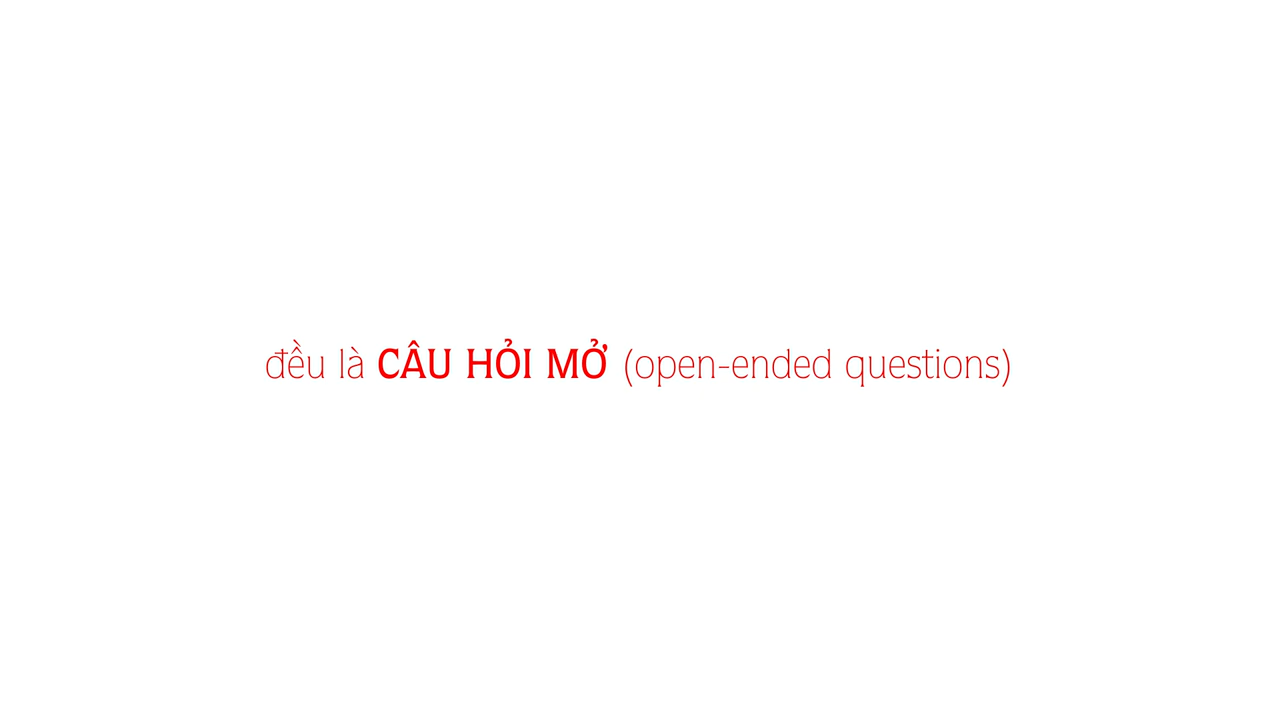 đều là CÂU HỎI MỞ (open-ended questions)